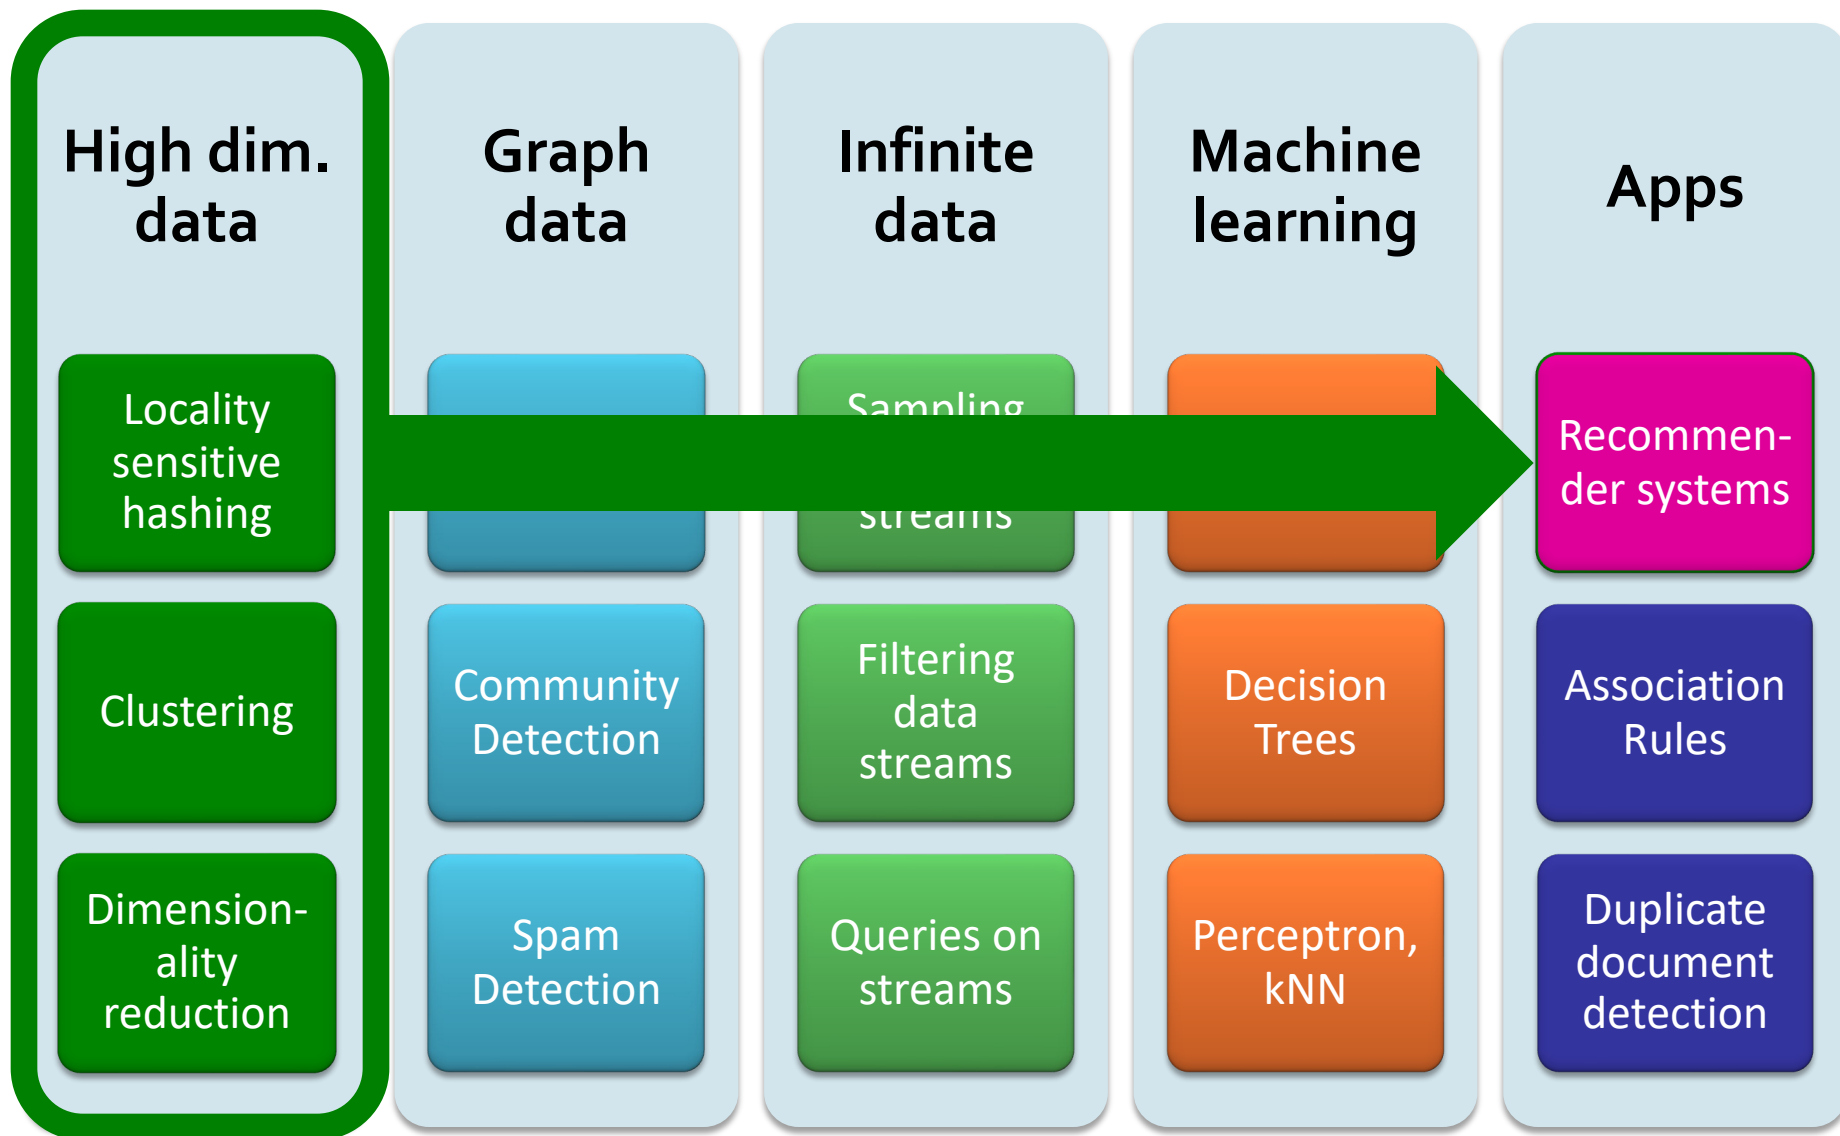 High dim.
data
Locality
sensitive
hashing
Clustering
Dimension-
ality
reduction
Graph
data
Community
Detection
Spam
Detection
Infinite
data
Sampling
streams
Filtering
data
streams
Queries on
streams
Machine
learning
Decision
Trees
Perceptron,
kNN
Apps
Recommen-
der systems
Association
Rules
Duplicate
document
detection